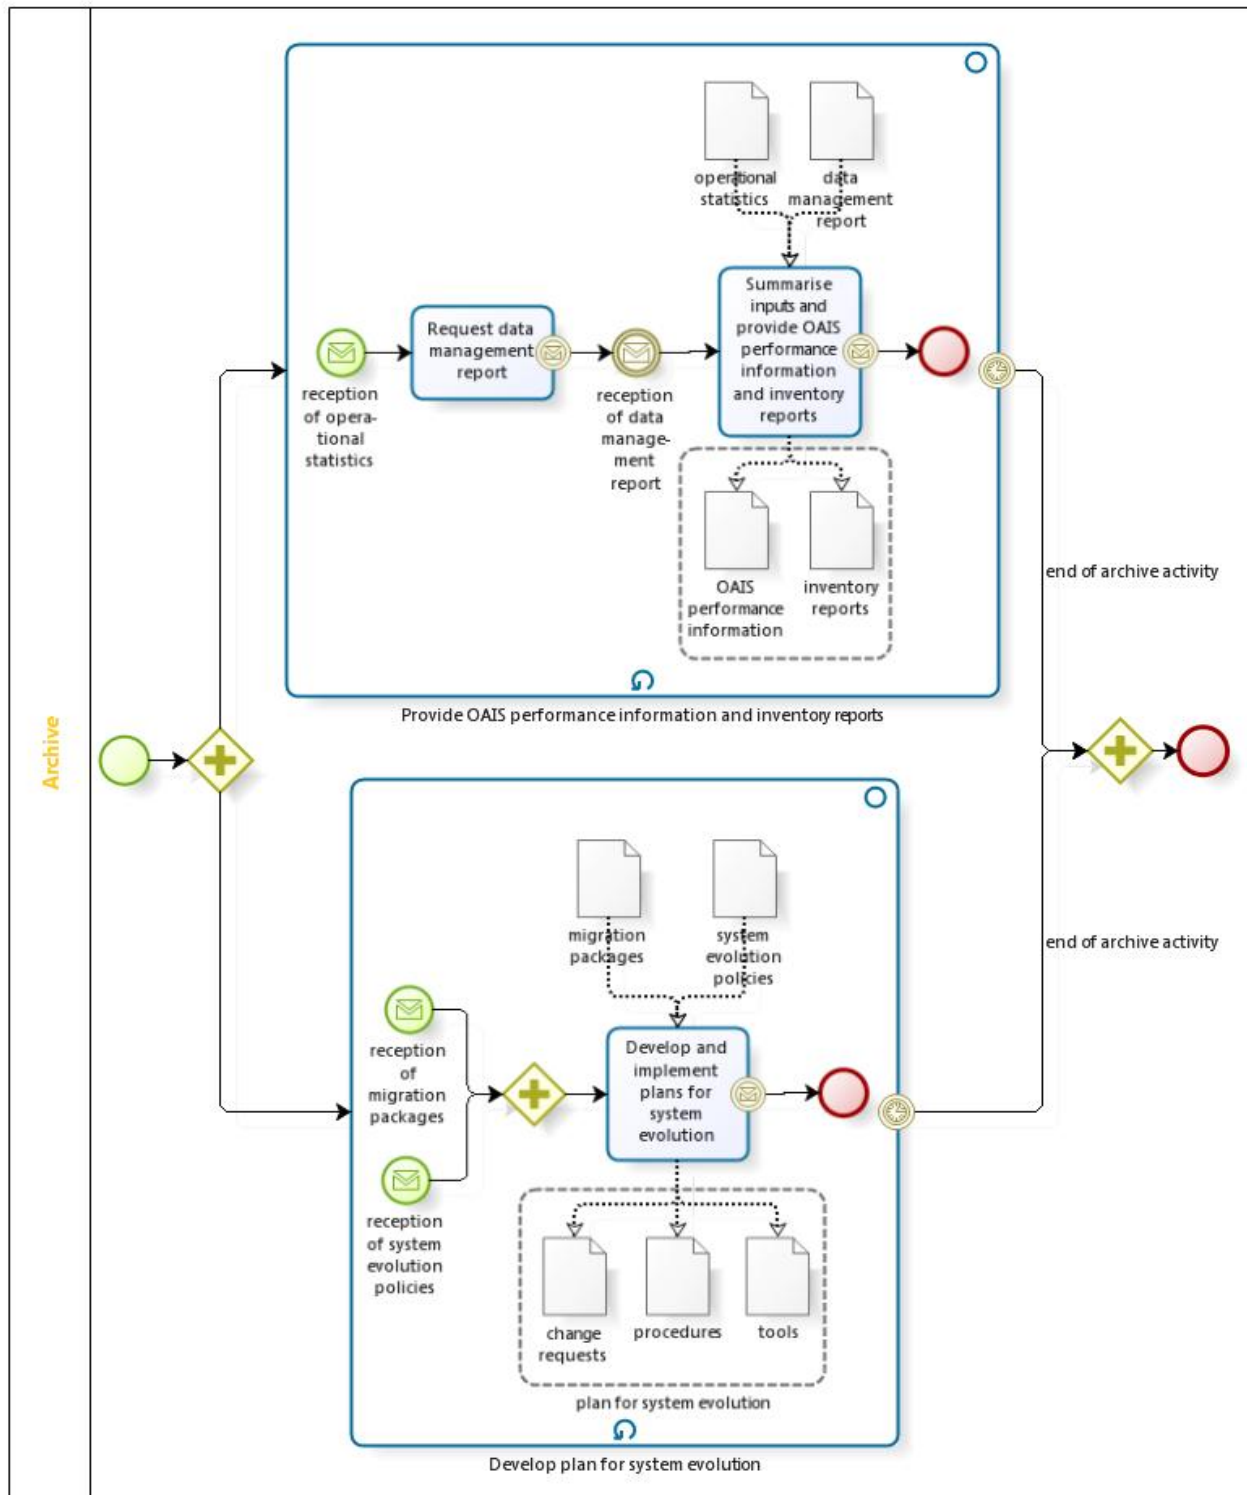 Archive
operational
statistics
data
management
report
Request data
management
report
Summarise
inputs and
provide OAIS
performance
information
and inventory
reports
reception
of opera-
tional
statistics
reception
of data
manage-
ment
report
OAIS
performance
information
inventory
reports
end of archive activity
Provide OAIS performance information and inventory reports
migration
packages
system
evolution
policies
end of archive activity
reception
of
migration
packages
Develop and
implement
plans for
system
evolution
reception
of system
evolution
policies
change
requests
procedures
tools
plan for system evolution
Develop plan for system evolution